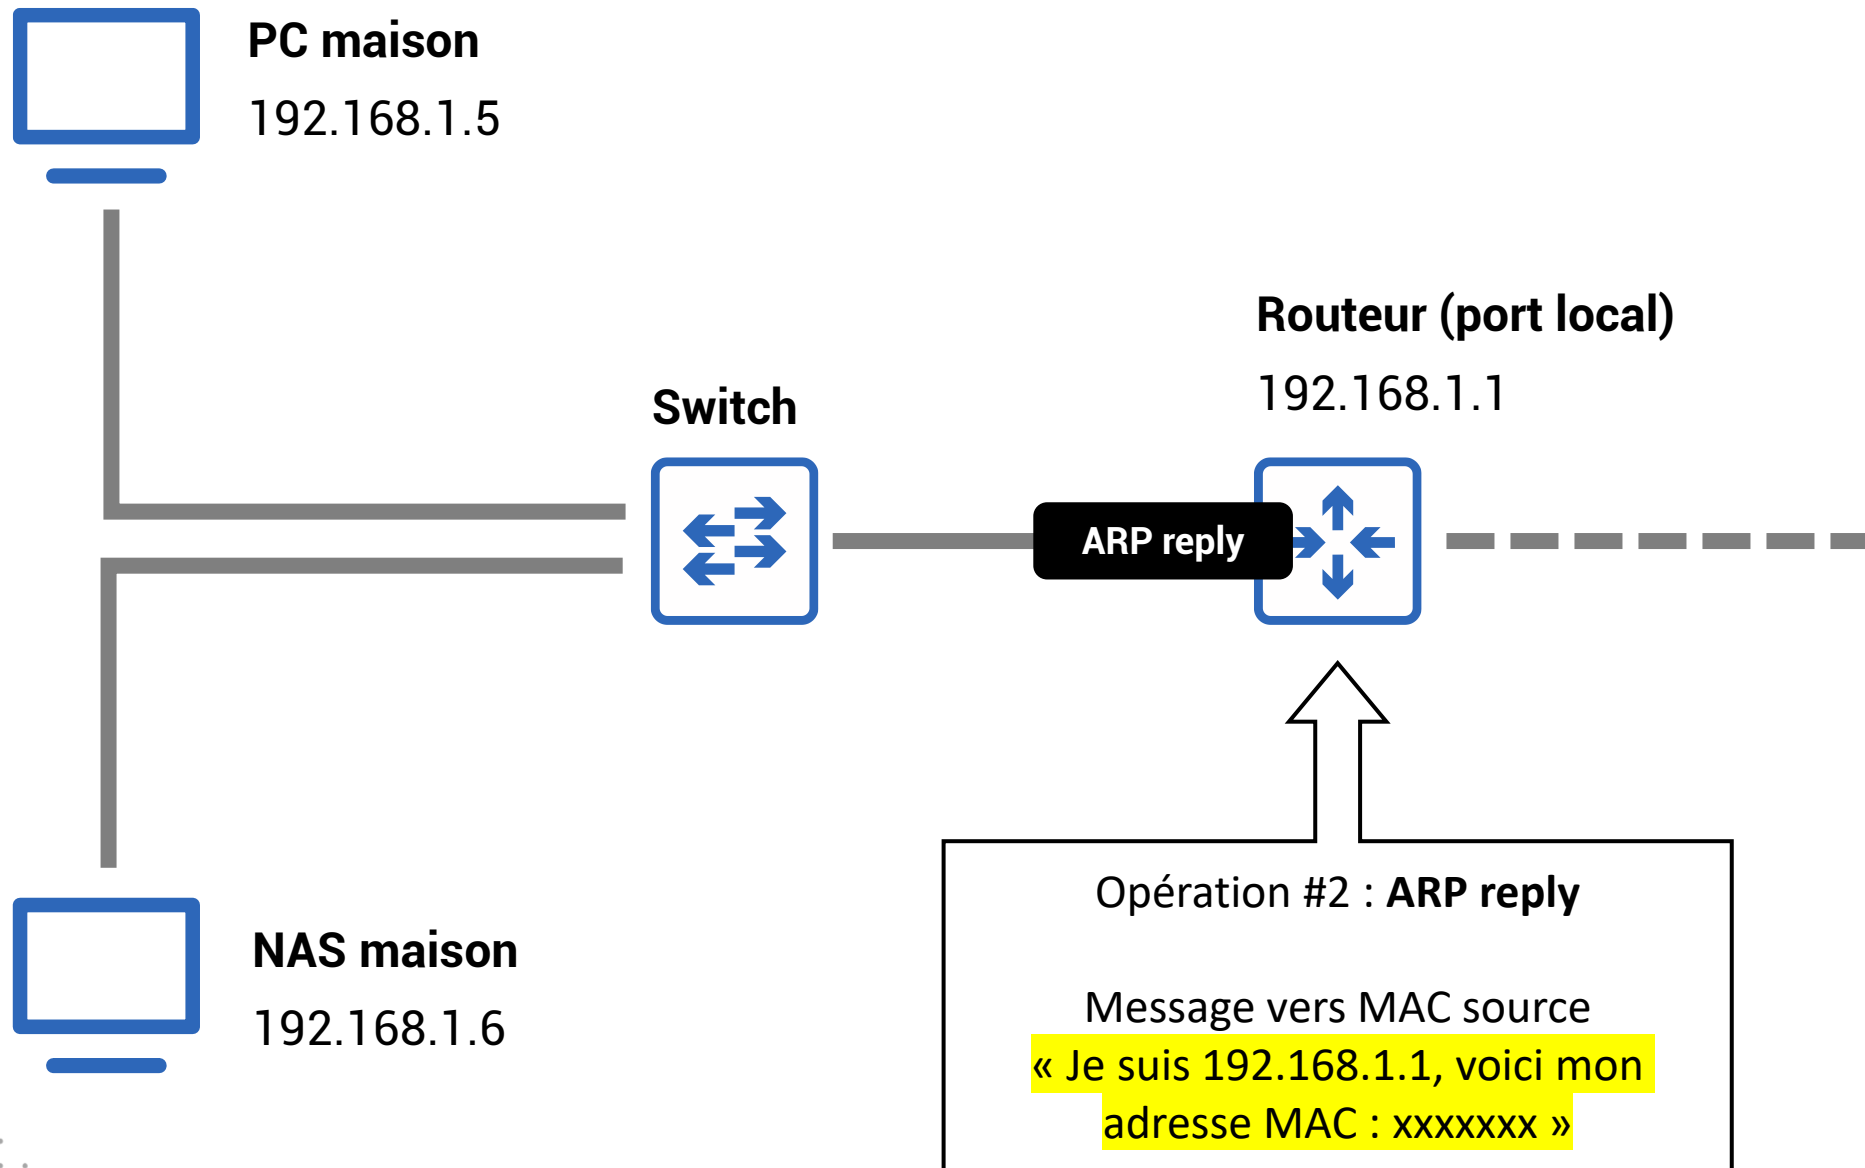 PC maison
192.168.1.5
Routeur (port local)
192.168.1.1
Switch
ARP reply
NAS maison
192.168.1.6
Opération #2 : ARP reply
Message vers MAC source
« Je suis 192.168.1.1, voici mon
adresse MAC : xxxxxxx »